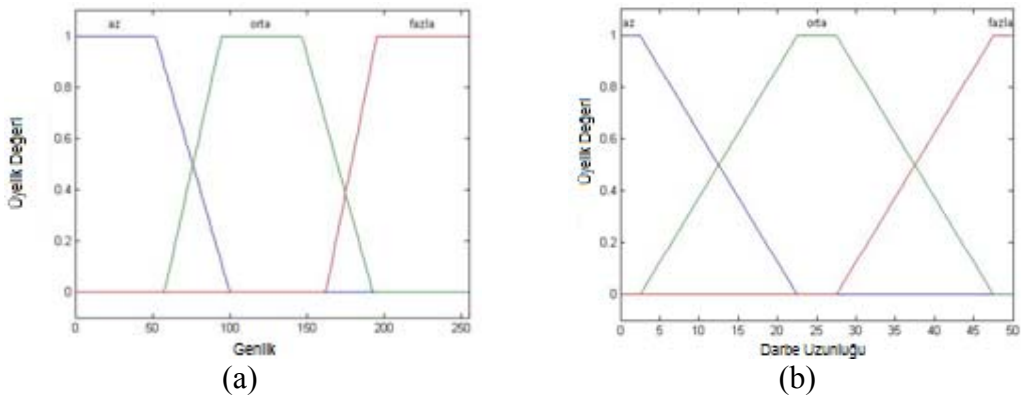 az orta fazla
1
0.8
0.6
0.4
0.2
0
Üyelik Değeri
0 50 100 150 200 250
Genlik
(a)
az orta fazla
1
0.8
0.6
0.4
0.2
0
Üyelik Değeri
0 5 10 15 20 25 30 35 40 45 50
Darbe Uzunluğu
(b)